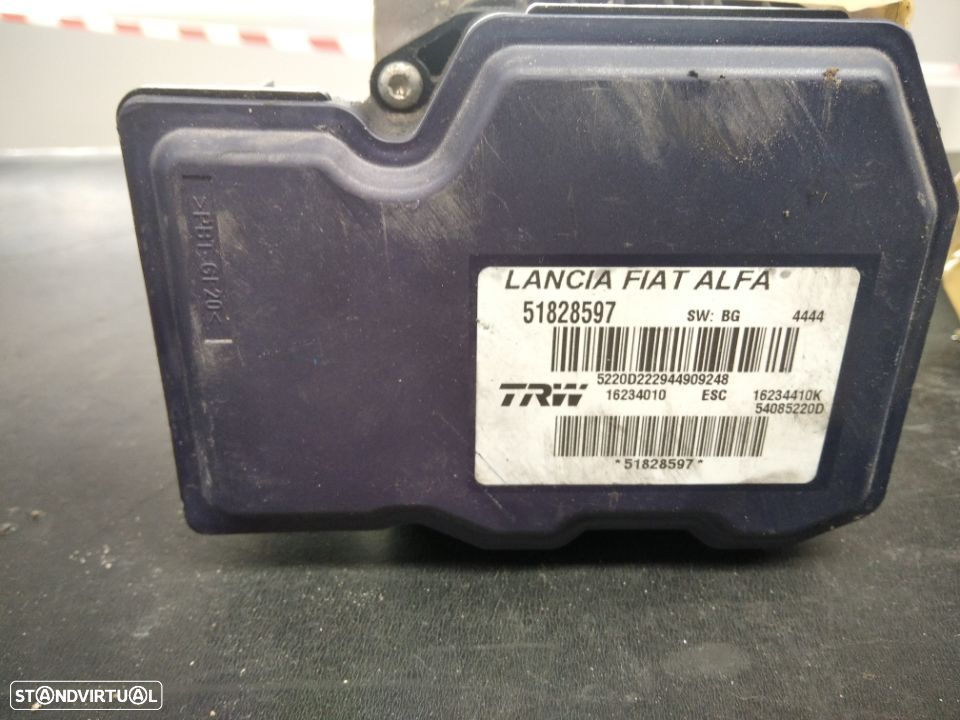 LANCIA FIAT ALFA
51828597 SW: BG 4444
5220D222944909248
TRW 16234010 ESC 16234410K
54085220D
*51828597*
>PBT-GF20<
STANDVIRTUAL